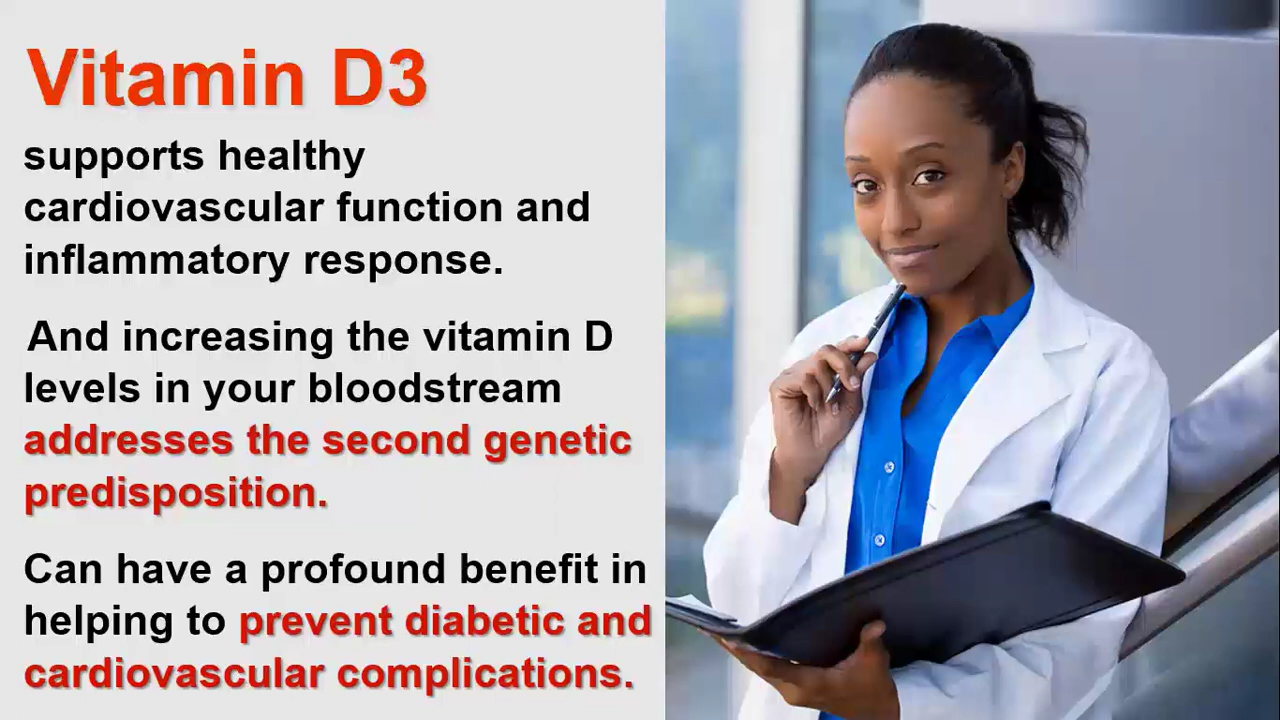 Vitamin D3
supports healthy
cardiovascular function and
inflammatory response.
And increasing the vitamin D
levels in your bloodstream
addresses the second genetic
predisposition.
Can have a profound benefit in
helping to prevent diabetic and
cardiovascular complications.